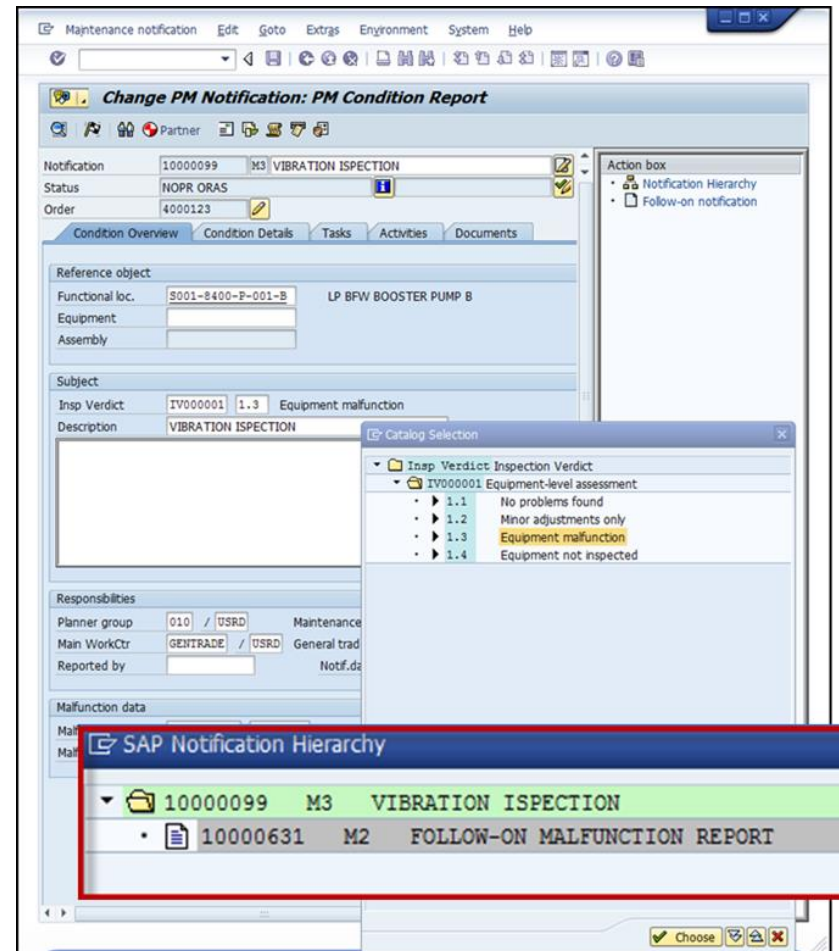 Maintenance notification Edit Goto Extras Environment System Help
Change PM Notification: PM Condition Report
Partner
Notification 10000099 M3 VIBRATION ISPECTION
Status NOPR ORAS
Order 4000123
Action box
Notification Hierarchy
Follow-on notification
Condition Overview Condition Details Tasks Activities Documents
Reference object
Functional loc. S001-8400-P-001-B LP BFW BOOSTER PUMP B
Equipment
Assembly
Subject
Insp Verdict IV000001 1.3 Equipment malfunction
Description VIBRATION ISPECTION
Catalog Selection
Insp Verdict Inspection Verdict
IV000001 Equipment-level assessment
1.1 No problems found
1.2 Minor adjustments only
1.3 Equipment malfunction
1.4 Equipment not inspected
Responsibilities
Planner group 010 / USRD Maintenance
Main WorkCtr GENTRADE / USRD General trad
Reported by Notif.da
Malfunction data
Malf
Malf
SAP Notification Hierarchy
10000099 M3 VIBRATION ISPECTION
10000631 M2 FOLLOW-ON MALFUNCTION REPORT
Choose